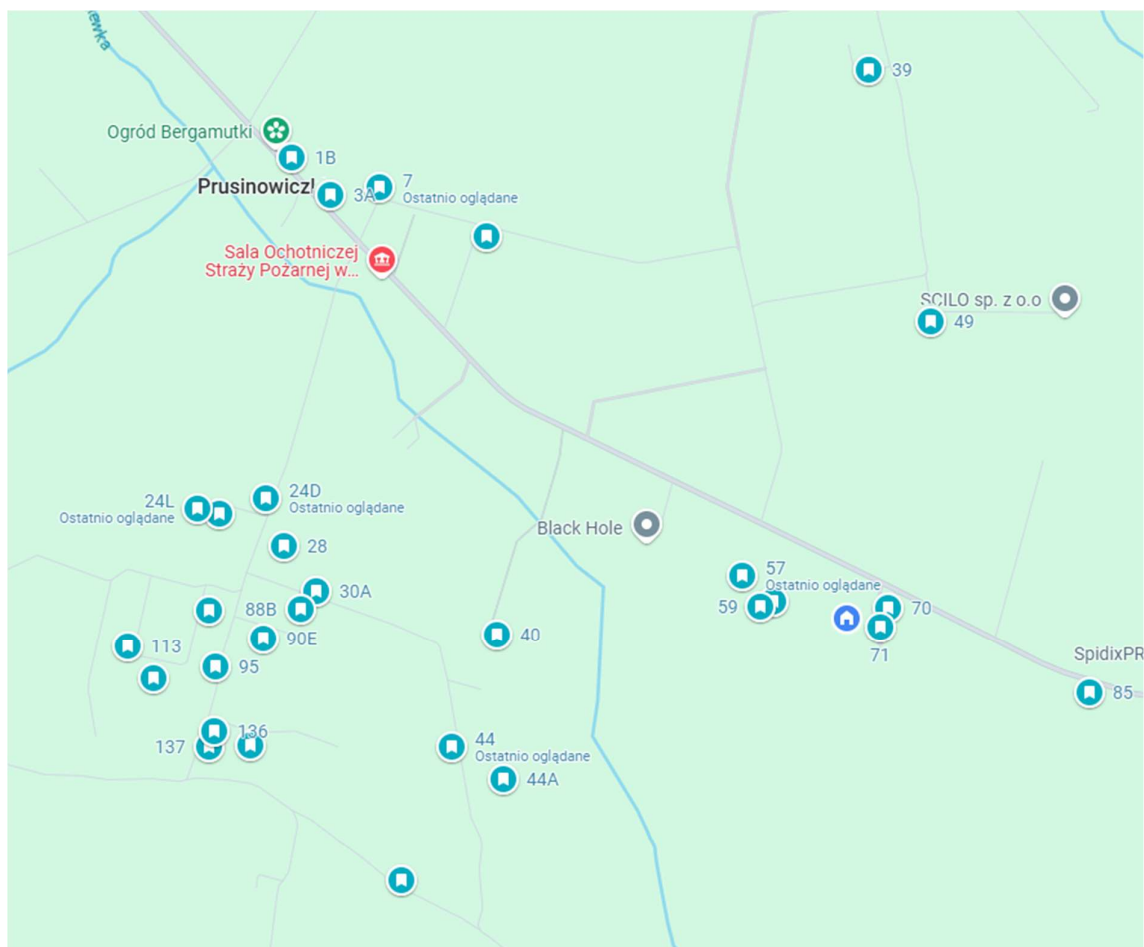 ewka
39
Ogród Bergamutki
1B
Prusinowiczki
3A
7
Ostatnio oglądane
Sala Ochotniczej
Straży Pożarnej w...
SCILO sp. z o.o
49
24L
Ostatnio oglądane
24D
Ostatnio oglądane
28
Black Hole
57
Ostatnio oglądane
59
30A
88B
70
90E
40
71
113
95
SpidixPR
85
136
137
44
Ostatnio oglądane
44A